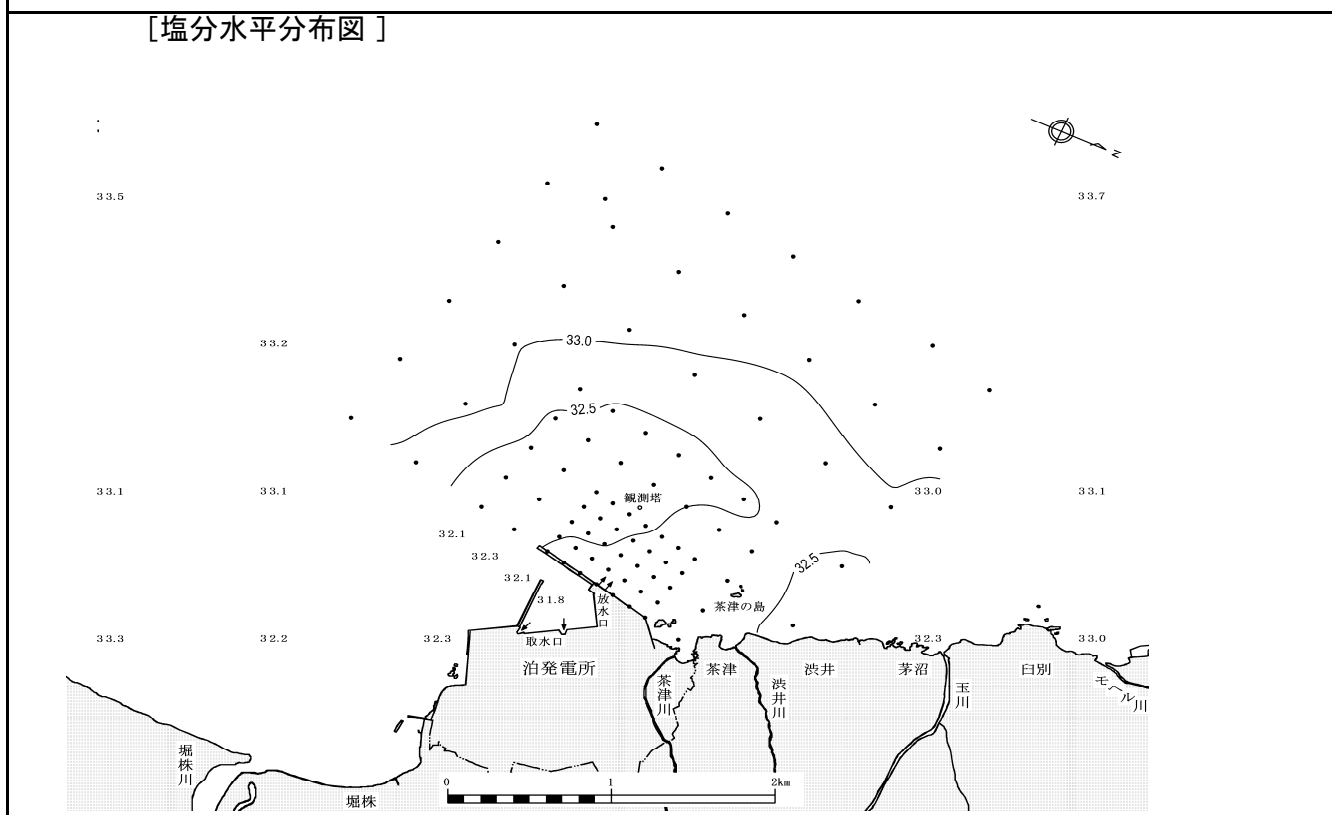 [塩分水平分布図 ]
N
33.5
33.7
33.0
33.2
32.5
観測塔
33.1
33.1
33.0
33.1
32.1
32.3
32.1
31.8
放水口
32.5
茶津の島
33.3
32.2
32.3
取水口
32.3
33.0
泊発電所
茶津
渋井
茅沼
臼別
茶津川
渋井川
玉川
モヘル川
堀株川
堀株
0
1
2km